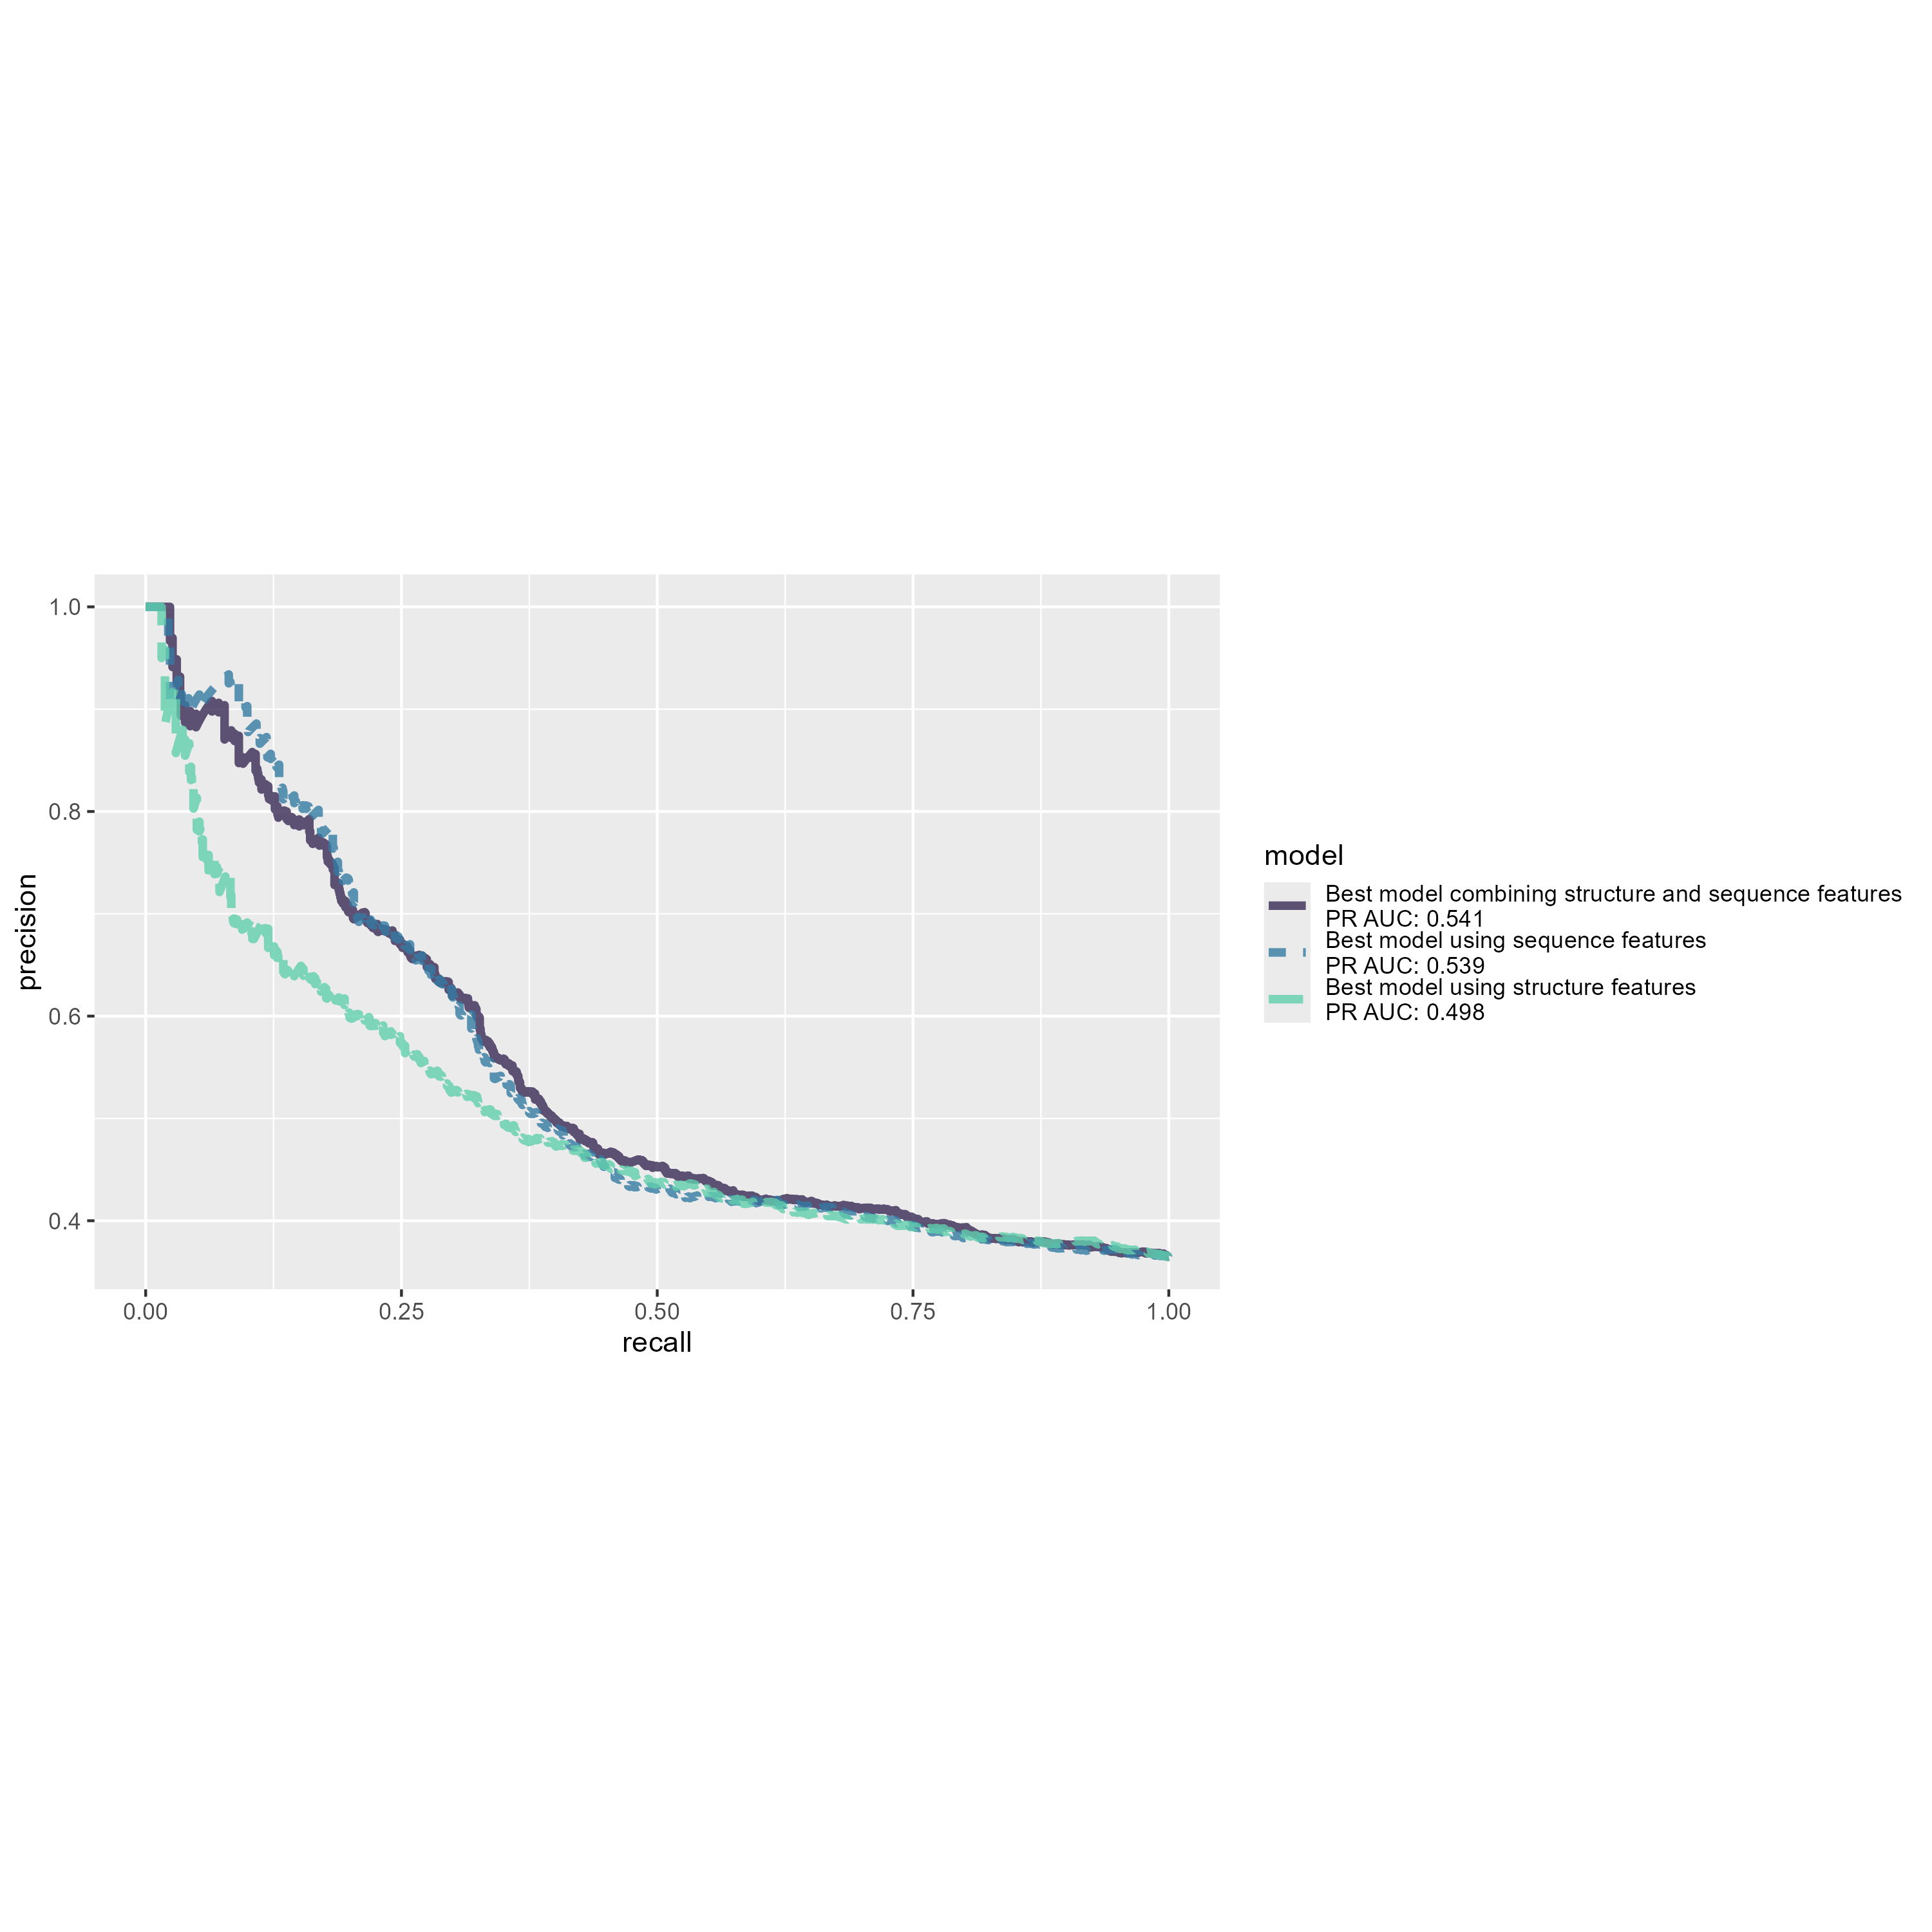 1.0
0.8
0.6
0.4
precision
0.00
0.25
0.50
0.75
1.00
recall
model
Best model combining structure and sequence features
PR AUC: 0.541
Best model using sequence features
PR AUC: 0.539
Best model using structure features
PR AUC: 0.498